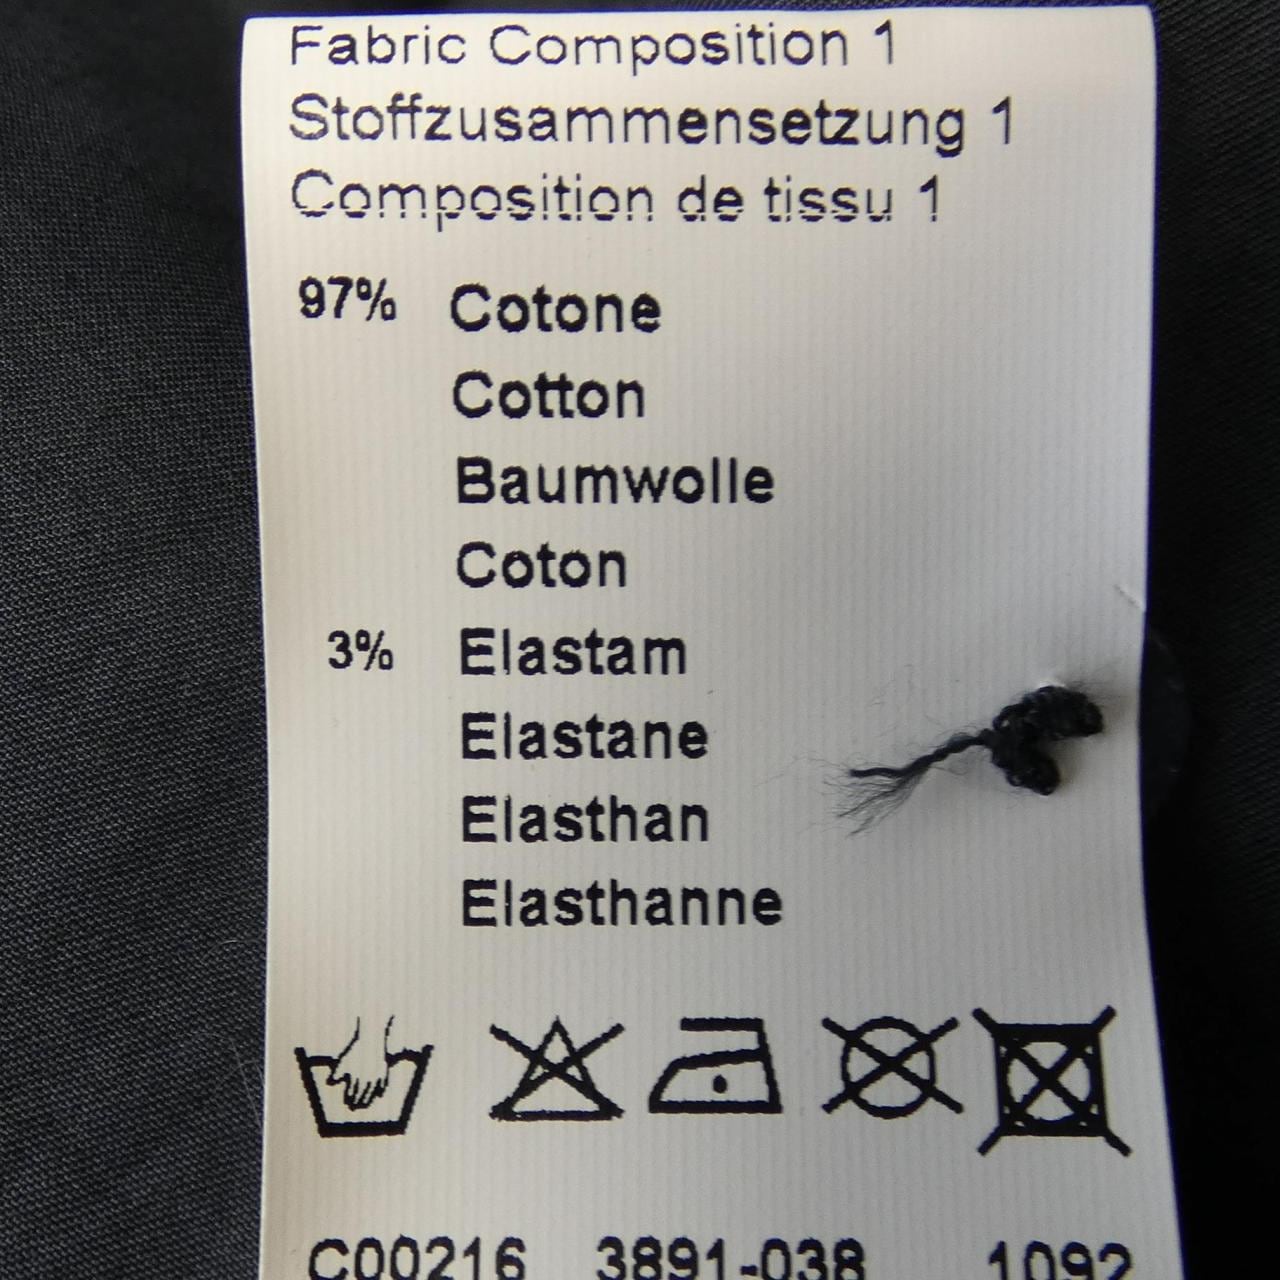 Fabric Composition 1
Stoffzusammensetzung 1
Composition de tissu 1
97% Cotone
Cotton
Baumwolle
Coton
3% Elastam
Elastane
Elasthan
Elasthanne
C00216 3891-038 1092